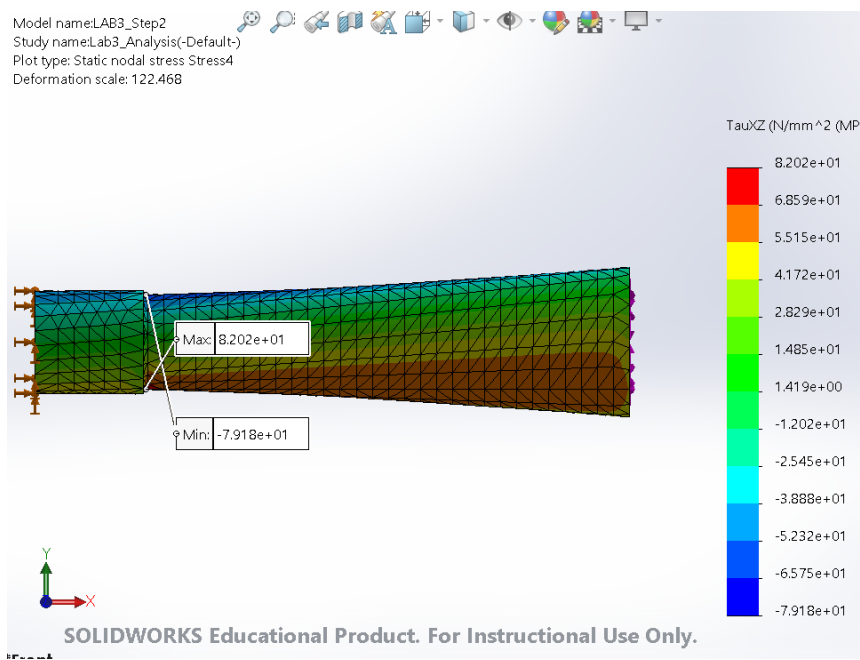 Model name:LAB3_Step2
Study name:Lab3_Analysis(-Default-)
Plot type: Static nodal stress Stress4
Deformation scale: 122.468
TauXZ (N/mm^2 (MP
8.202e+01
6.859e+01
5.515e+01
4.172e+01
2.829e+01
1.485e+01
1.419e+00
-1.202e+01
-2.545e+01
-3.888e+01
-5.232e+01
-6.575e+01
-7.918e+01
Max: 8.202e+01
Min: -7.918e+01
Y
X
SOLIDWORKS Educational Product. For Instructional Use Only.
*Front